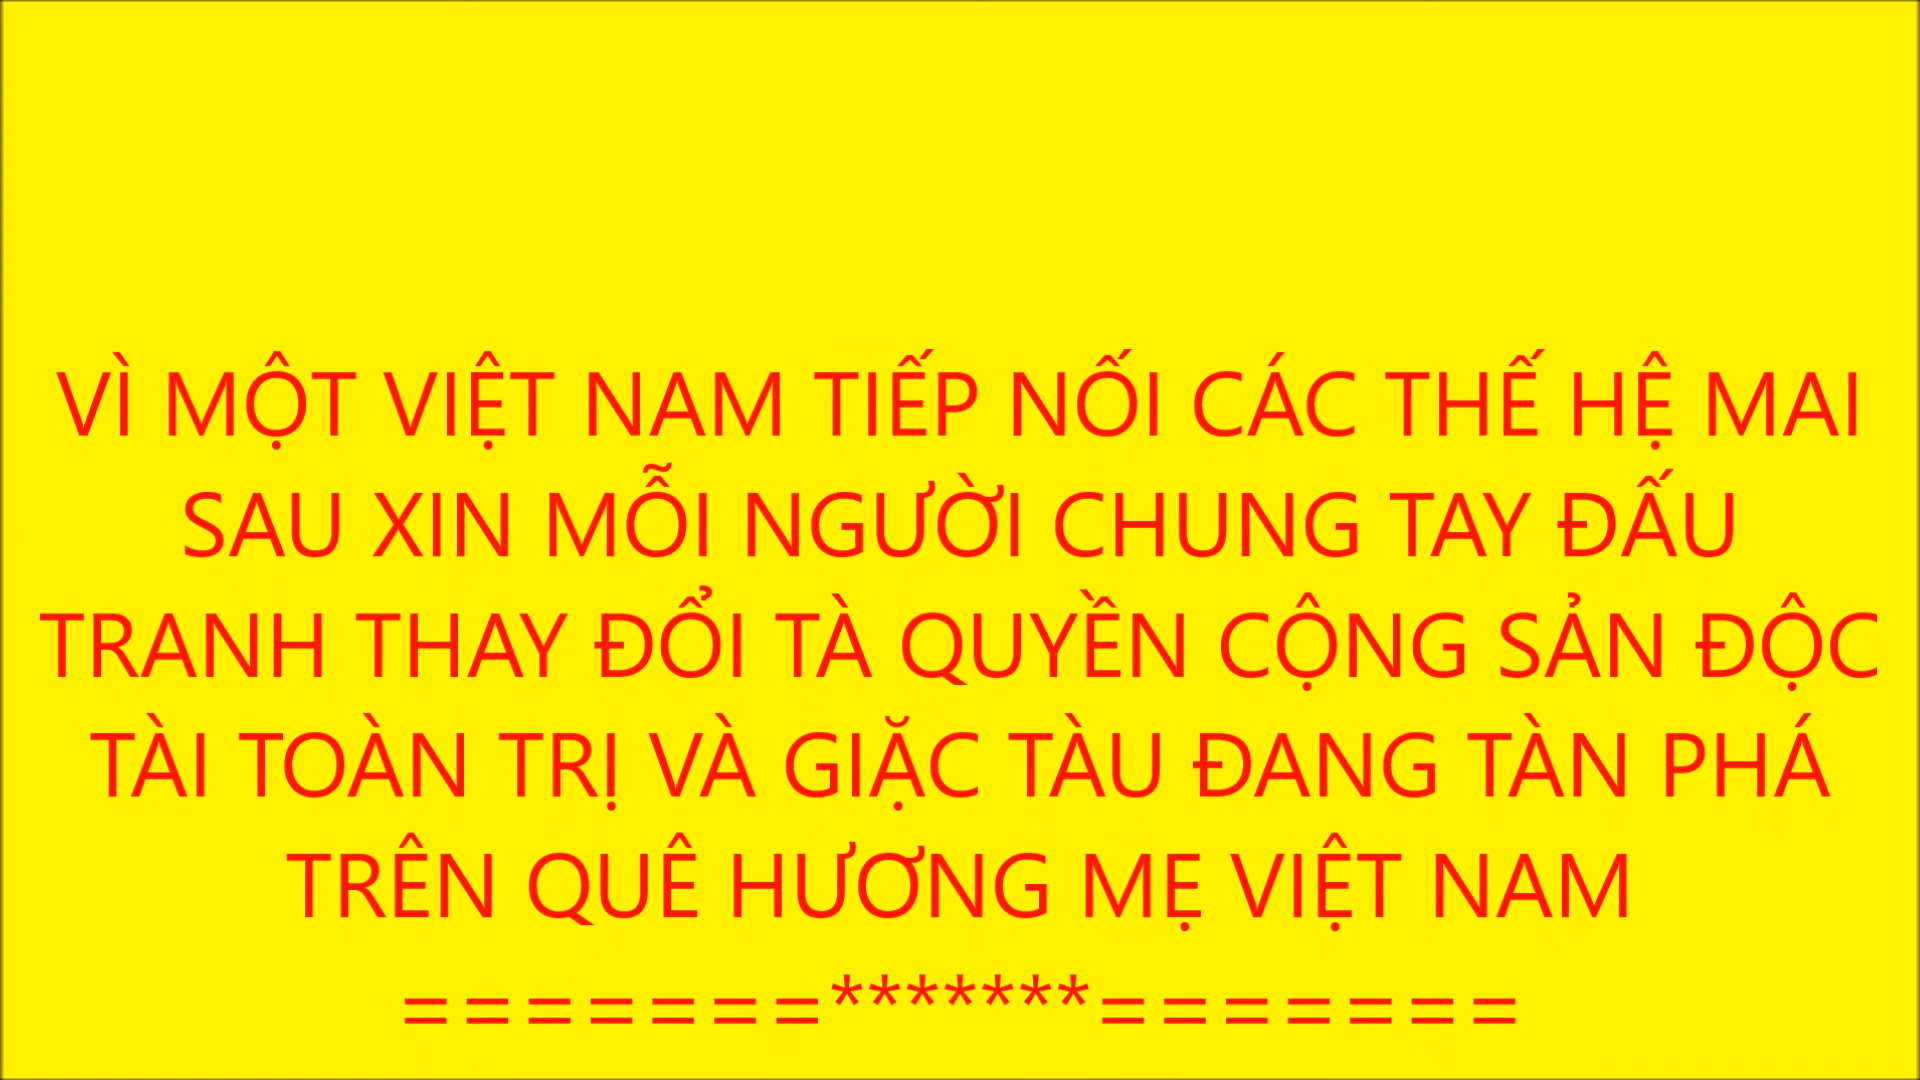 VÌ MỘT VIỆT NAM TIẾP NỐI CÁC THẾ HỆ MAI
SAU XIN MỖI NGƯỜI CHUNG TAY ĐẤU
TRANH THAY ĐỔI TÀ QUYỀN CỘNG SẢN ĐỘC
TÀI TOÀN TRỊ VÀ GIẶC TÀU ĐANG TÀN PHÁ
TRÊN QUÊ HƯƠNG MẸ VIỆT NAM
=======*******=======